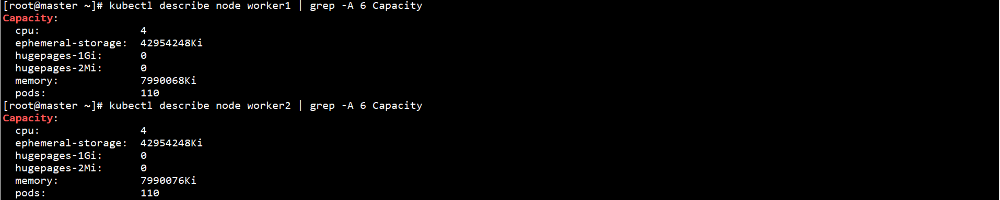 [root@master ~]# kubectl describe node worker1 | grep -A 6 Capacity
Capacity:
  cpu:                4
  ephemeral-storage:  42954248Ki
  hugepages-1Gi:      0
  hugepages-2Mi:      0
  memory:             7990068Ki
  pods:               110
[root@master ~]# kubectl describe node worker2 | grep -A 6 Capacity
Capacity:
  cpu:                4
  ephemeral-storage:  42954248Ki
  hugepages-1Gi:      0
  hugepages-2Mi:      0
  memory:             7990076Ki
  pods:               110